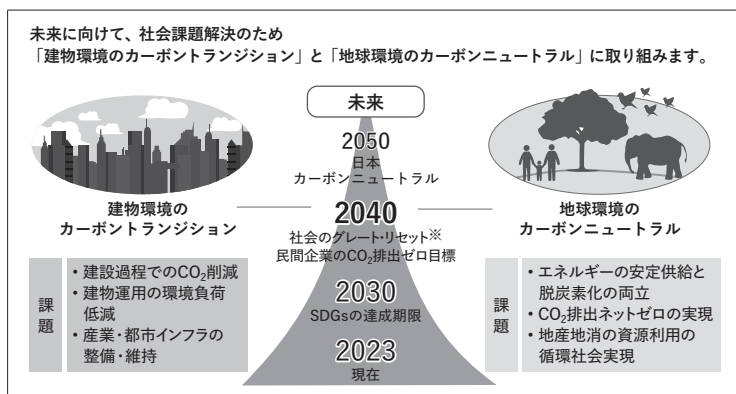 未来に向けて、社会課題解決のため
「建物環境のカーボントランジション」と「地球環境のカーボンニュートラル」に取り組みます。
未来
2050
日本
カーボンニュートラル
2040
社会のグレート・リセット※
民間企業のCO₂排出ゼロ目標
2030
SDGsの達成期限
2023
現在
建物環境の
カーボントランジション
課題
・建設過程でのCO₂削減
・建物運用の環境負荷
低減
・産業・都市インフラの
整備・維持
地球環境の
カーボンニュートラル
課題
・エネルギーの安定供給と
脱炭素化の両立
・CO₂排出ネットゼロの実現
・地産地消の資源利用の
循環社会実現